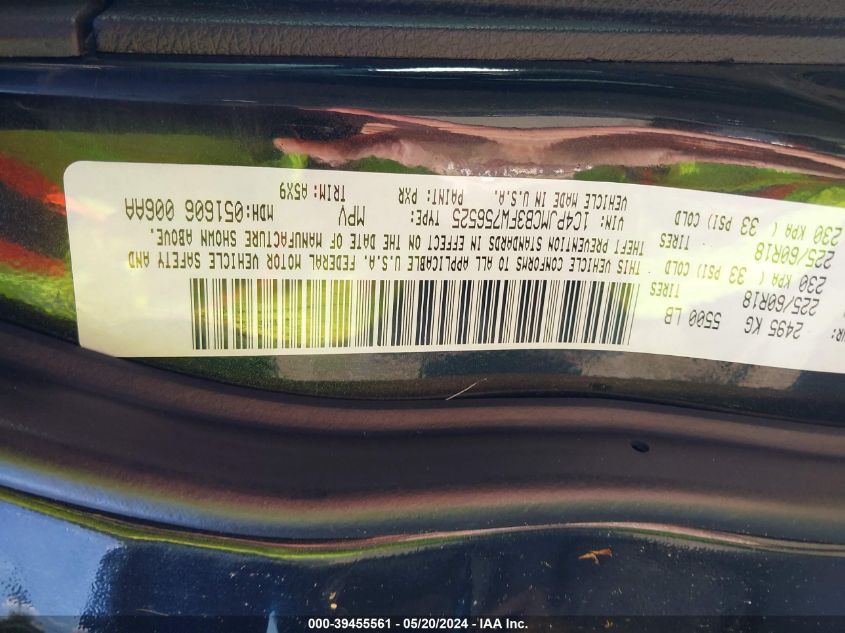 VR: 2495 KG 5500 LB
225/60R18 TIRES
230 KPA ( 33 PSI) COLD
225/60R18 TIRES
230 KPA ( 33 PSI) COLD
THIS VEHICLE CONFORMS TO ALL APPLICABLE U.S.A. FEDERAL MOTOR VEHICLE SAFETY AND
THEFT PREVENTION STANDARDS IN EFFECT ON THE DATE OF MANUFACTURE SHOWN ABOVE.
VIN: 1C4PJMCB3FW756525 TYPE: MPV MDH: 051606 006AA
VEHICLE MADE IN U.S.A. PAINT: PXR TRIM: A5X9
000-39455561 - 05/20/2024 - IAA Inc.